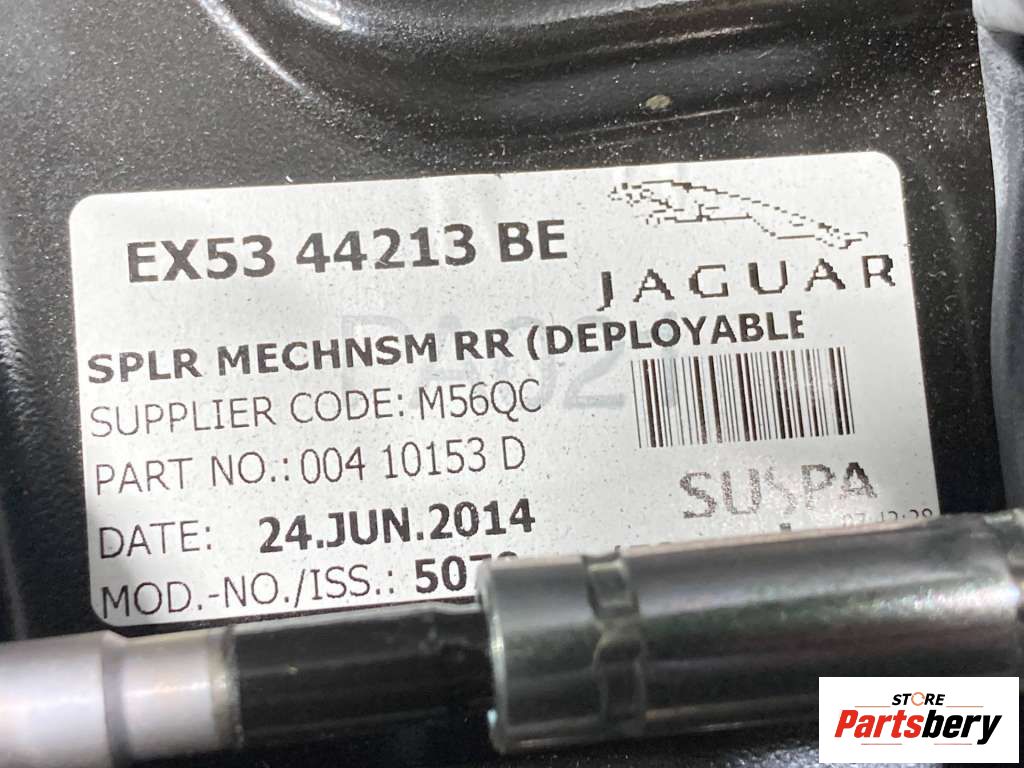 EX53 44213 BE
JAGUAR
SPLR MECHNSM RR (DEPLOYABLE
SUPPLIER CODE: M56QC
PART NO.: 004 10153 D
SUSPA
DATE: 24.JUN.2014
MOD.-NO./ISS.:
STORE
Partsbery